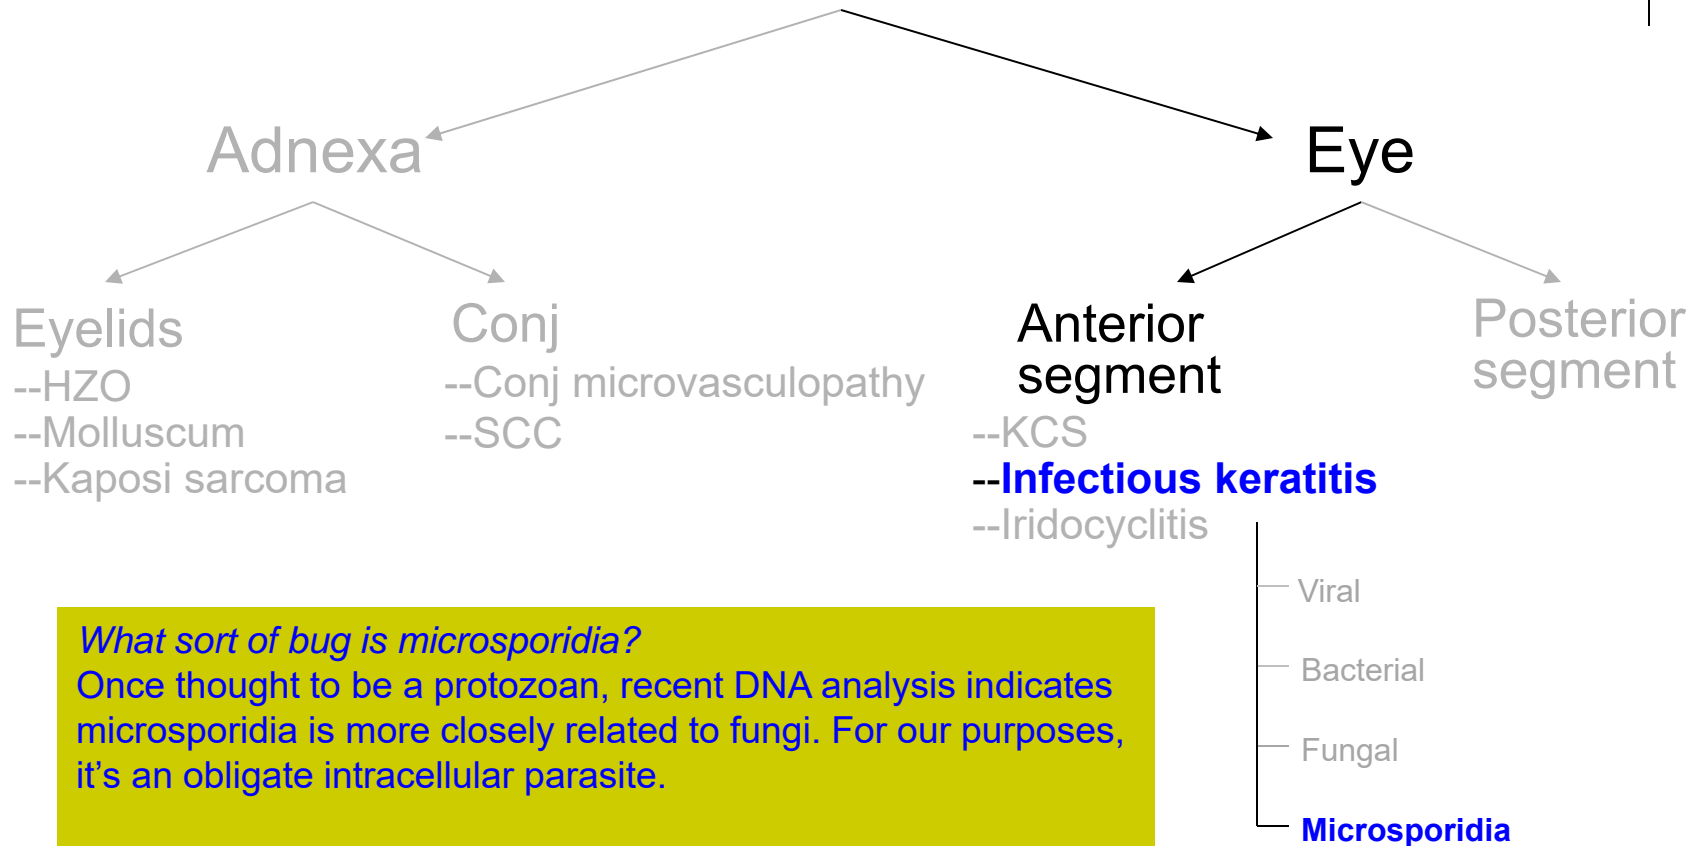 Adnexa
Eye
Eyelids
--HZO
--Molluscum
--Kaposi sarcoma
Conj
--Conj microvasculopathy
--SCC
Anterior
segment
--KCS
--Infectious keratitis
--Iridocyclitis
Posterior
segment
Viral
Bacterial
Fungal
Microsporidia
What sort of bug is microsporidia?
Once thought to be a protozoan, recent DNA analysis indicates
microsporidia is more closely related to fungi. For our purposes,
it’s an obligate intracellular parasite.